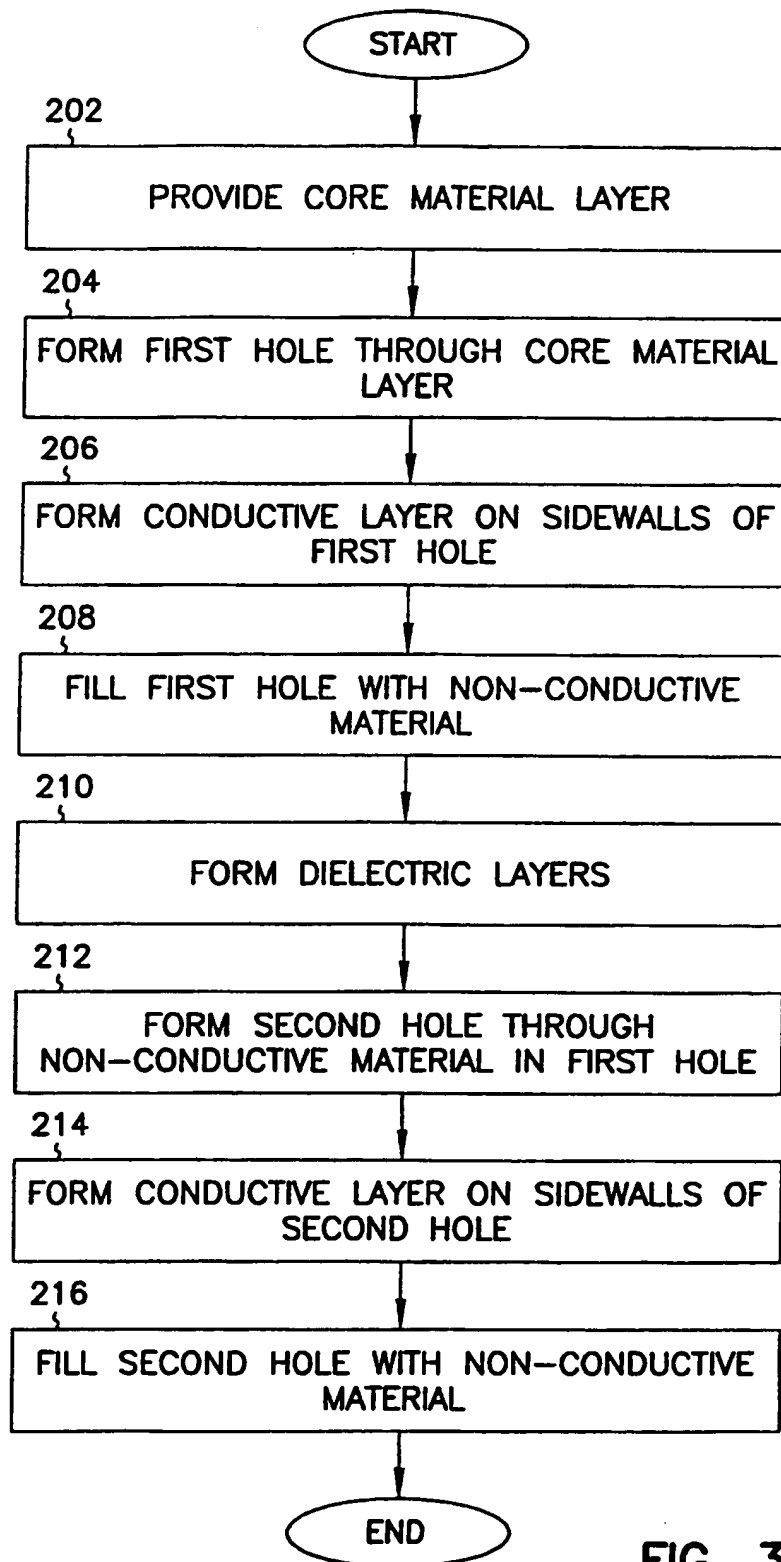 START
202
PROVIDE CORE MATERIAL LAYER
204
FORM FIRST HOLE THROUGH CORE MATERIAL
LAYER
206
FORM CONDUCTIVE LAYER ON SIDEWALLS OF
FIRST HOLE
208
FILL FIRST HOLE WITH NON-CONDUCTIVE
MATERIAL
210
FORM DIELECTRIC LAYERS
212
FORM SECOND HOLE THROUGH
NON-CONDUCTIVE MATERIAL IN FIRST HOLE
214
FORM CONDUCTIVE LAYER ON SIDEWALLS OF
SECOND HOLE
216
FILL SECOND HOLE WITH NON-CONDUCTIVE
MATERIAL
END
FIG. 3